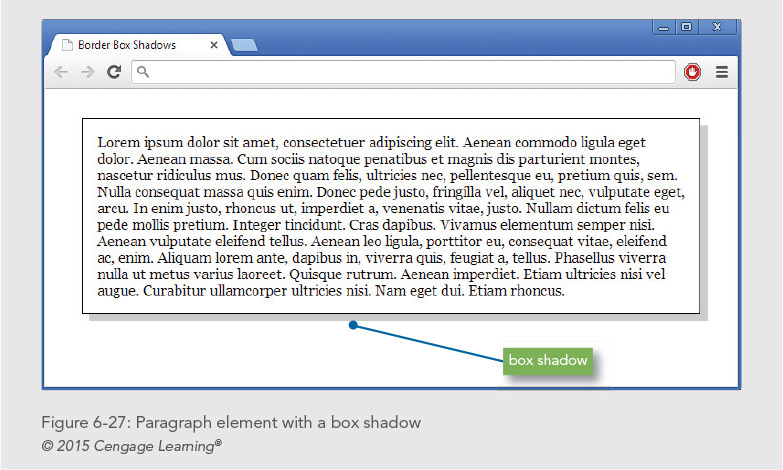 Border Box Shadows
Lorem ipsum dolor sit amet, consectetuer adipiscing elit. Aenean commodo ligula eget
dolor. Aenean massa. Cum sociis natoque penatibus et magnis dis parturient montes,
nascetur ridiculus mus. Donec quam felis, ultricies nec, pellentesque eu, pretium quis, sem.
Nulla consequat massa quis enim. Donec pede justo, fringilla vel, aliquet nec, vulputate eget,
arcu. In enim justo, rhoncus ut, imperdiet a, venenatis vitae, justo. Nullam dictum felis eu
pede mollis pretium. Integer tincidunt. Cras dapibus. Vivamus elementum semper nisi.
Aenean vulputate eleifend tellus. Aenean leo ligula, porttitor eu, consequat vitae, eleifend
ac, enim. Aliquam lorem ante, dapibus in, viverra quis, feugiat a, tellus. Phasellus viverra
nulla ut metus varius laoreet. Quisque rutrum. Aenean imperdiet. Etiam ultricies nisi vel
augue. Curabitur ullamcorper ultricies nisi. Nam eget dui. Etiam rhoncus.
box shadow
Figure 6-27: Paragraph element with a box shadow
© 2015 Cengage Learning®